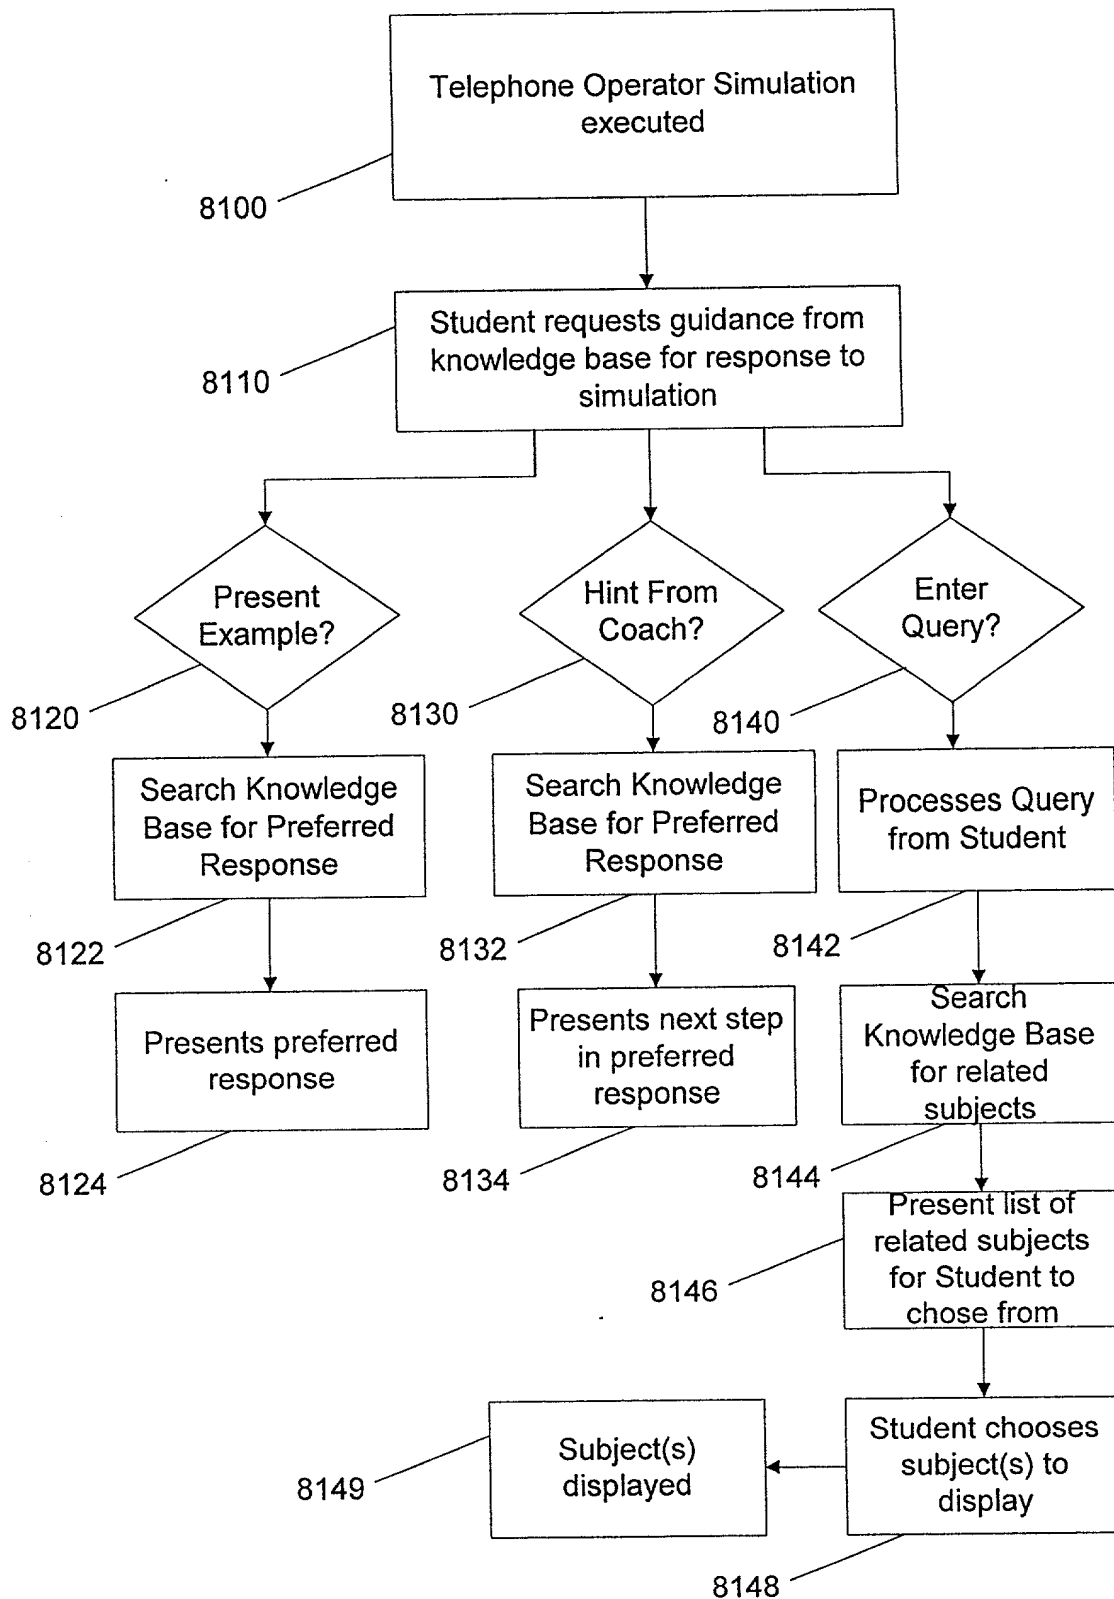 Telephone Operator Simulation
executed
8100
Student requests guidance from
knowledge base for response to
simulation
8110
Present
Example?
8120
Hint From
Coach?
8130
Enter
Query?
8140
Search Knowledge
Base for Preferred
Response
8122
Search Knowledge
Base for Preferred
Response
8132
Processes Query
from Student
8142
Presents preferred
response
8124
Presents next step
in preferred
response
8134
Search
Knowledge Base
for related
subjects
8144
Present list of
related subjects
for Student to
chose from
8146
Student chooses
subject(s) to
display
8148
Subject(s)
displayed
8149